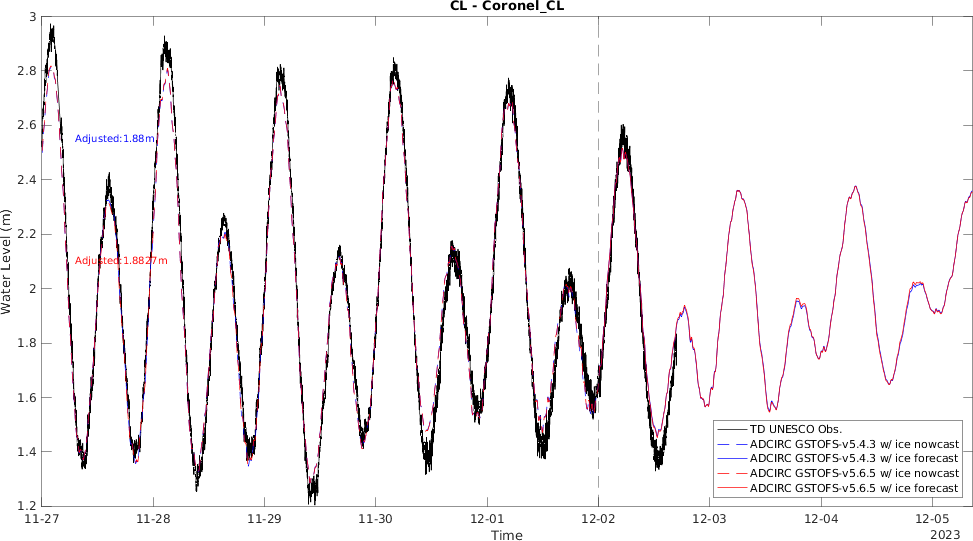 CL - Coronel_CL
3
2.8
2.6
2.4
2.2
2
1.8
1.6
1.4
1.2
Water Level (m)
Adjusted:1.88m
Adjusted:1.8827m
TD UNESCO Obs.
ADCIRC GSTOFS-v5.4.3 w/ ice nowcast
ADCIRC GSTOFS-v5.4.3 w/ ice forecast
ADCIRC GSTOFS-v5.6.5 w/ ice nowcast
ADCIRC GSTOFS-v5.6.5 w/ ice forecast
11-27 11-28 11-29 11-30 12-01 12-02 12-03 12-04 12-05
Time
2023